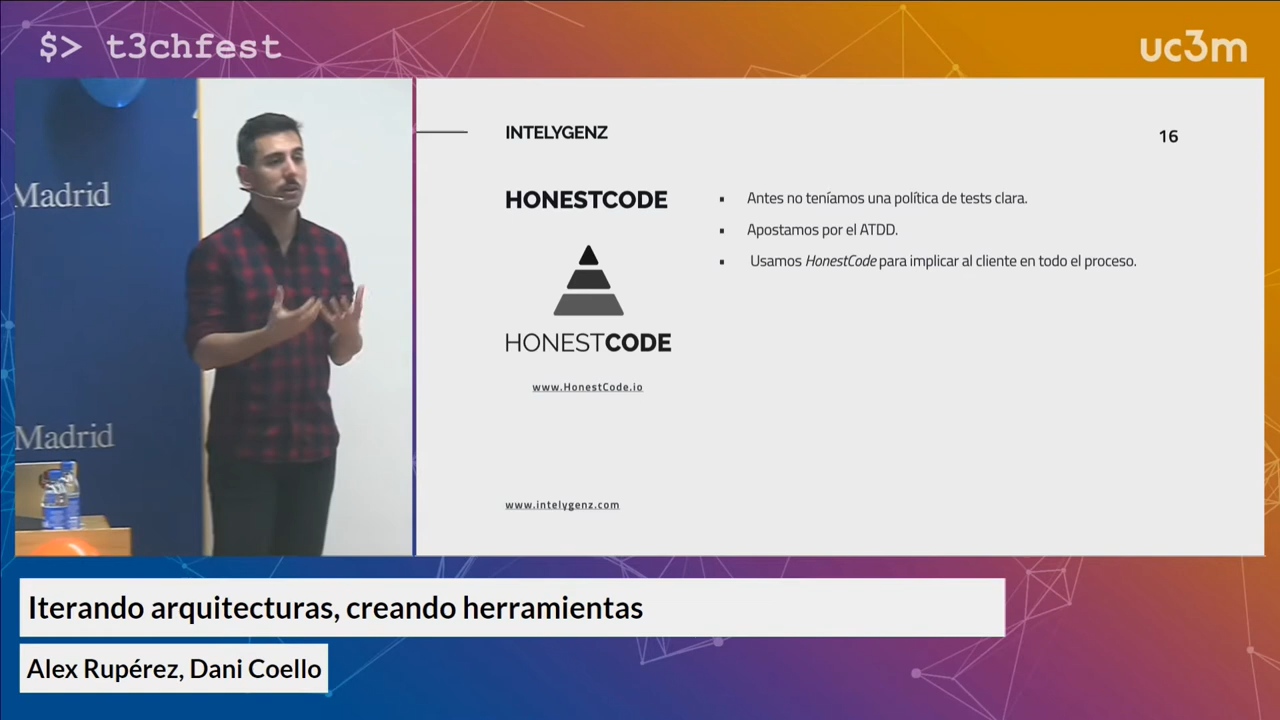 $> t3chfest
uc3m
Madrid
Madrid
INTELYGENZ
16
HONESTCODE
HONESTCODE
www.HonestCode.io
www.intelygenz.com
▪ Antes no teníamos una política de tests clara.
▪ Apostamos por el ATDD.
▪ Usamos HonestCode para implicar al cliente en todo el proceso.
Iterando arquitecturas, creando herramientas
Alex Rupérez, Dani Coello